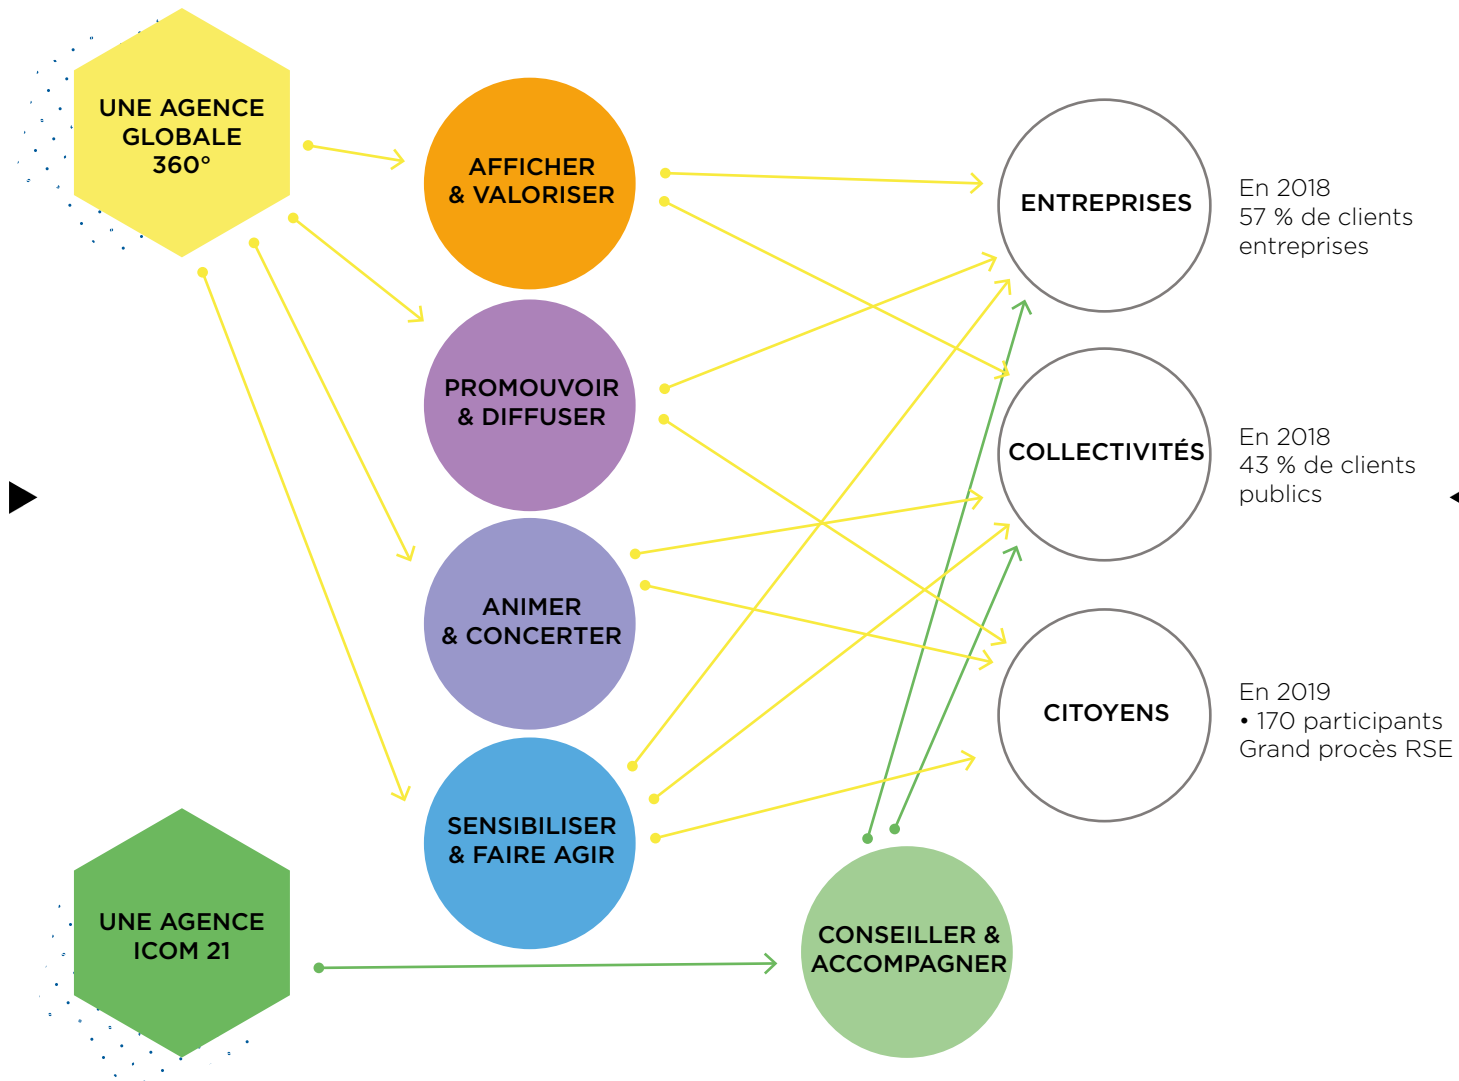 UNE AGENCE
GLOBALE
360°
AFFICHER
& VALORISER
PROMOUVOIR
& DIFFUSER
ANIMER
& CONCERTER
SENSIBILISER
& FAIRE AGIR
ENTREPRISES
En 2018
57 % de clients
entreprises
COLLECTIVITÉS
En 2018
43 % de clients
publics
CITOYENS
En 2019
• 170 participants
Grand procès RSE
UNE AGENCE
ICOM 21
CONSEILLER &
ACCOMPAGNER